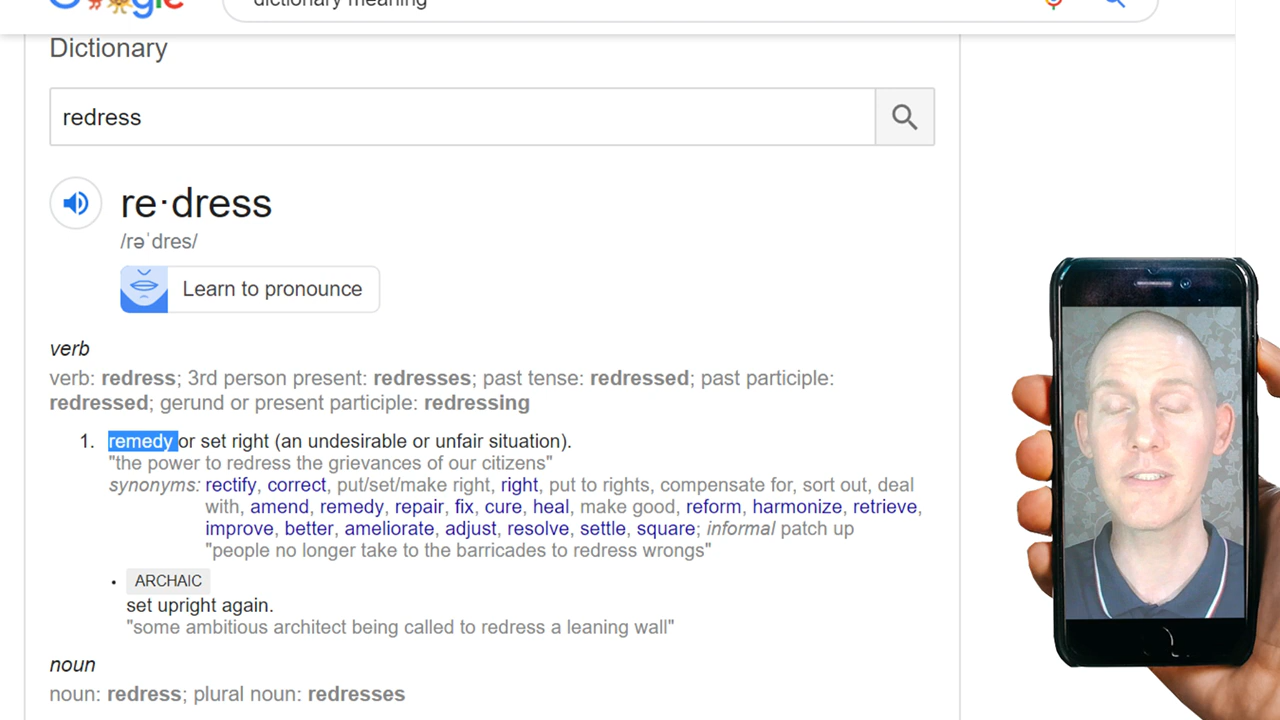 Google
dictionary meaning
Dictionary
redress
re·dress
/rəˈdres/
Learn to pronounce
verb
verb: redress; 3rd person present: redresses; past tense: redressed; past participle:
redressed; gerund or present participle: redressing
1. remedy or set right (an undesirable or unfair situation).
"the power to redress the grievances of our citizens"
synonyms: rectify, correct, put/set/make right, right, put to rights, compensate for, sort out, deal
with, amend, remedy, repair, fix, cure, heal, make good, reform, harmonize, retrieve,
improve, better, ameliorate, adjust, resolve, settle, square; informal patch up
"people no longer take to the barricades to redress wrongs"
• ARCHAIC
set upright again.
"some ambitious architect being called to redress a leaning wall"
noun
noun: redress; plural noun: redresses